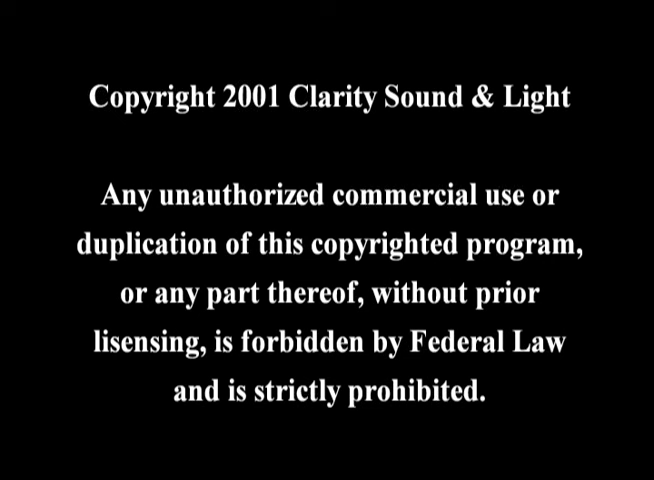 Copyright 2001 Clarity Sound & Light
Any unauthorized commercial use or
duplication of this copyrighted program,
or any part thereof, without prior
lisensing, is forbidden by Federal Law
and is strictly prohibited.